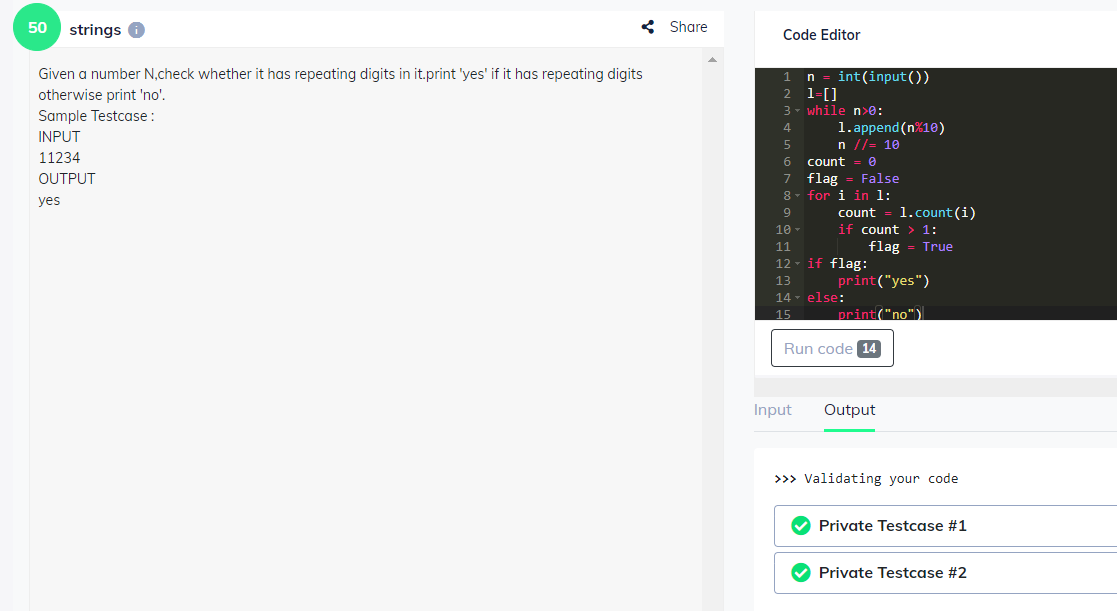 50
strings i
Share
Given a number N,check whether it has repeating digits in it.print 'yes' if it has repeating digits
otherwise print 'no'.
Sample Testcase :
INPUT
11234
OUTPUT
yes
Code Editor
1 n = int(input())
2 l=[]
3 while n>0:
4     l.append(n%10)
5     n //= 10
6 count = 0
7 flag = False
8 for i in l:
9     count = l.count(i)
10     if count > 1:
11         flag = True
12 if flag:
13     print("yes")
14 else:
15     print("no")
Run code 14
Input Output
>>> Validating your code
Private Testcase #1
Private Testcase #2